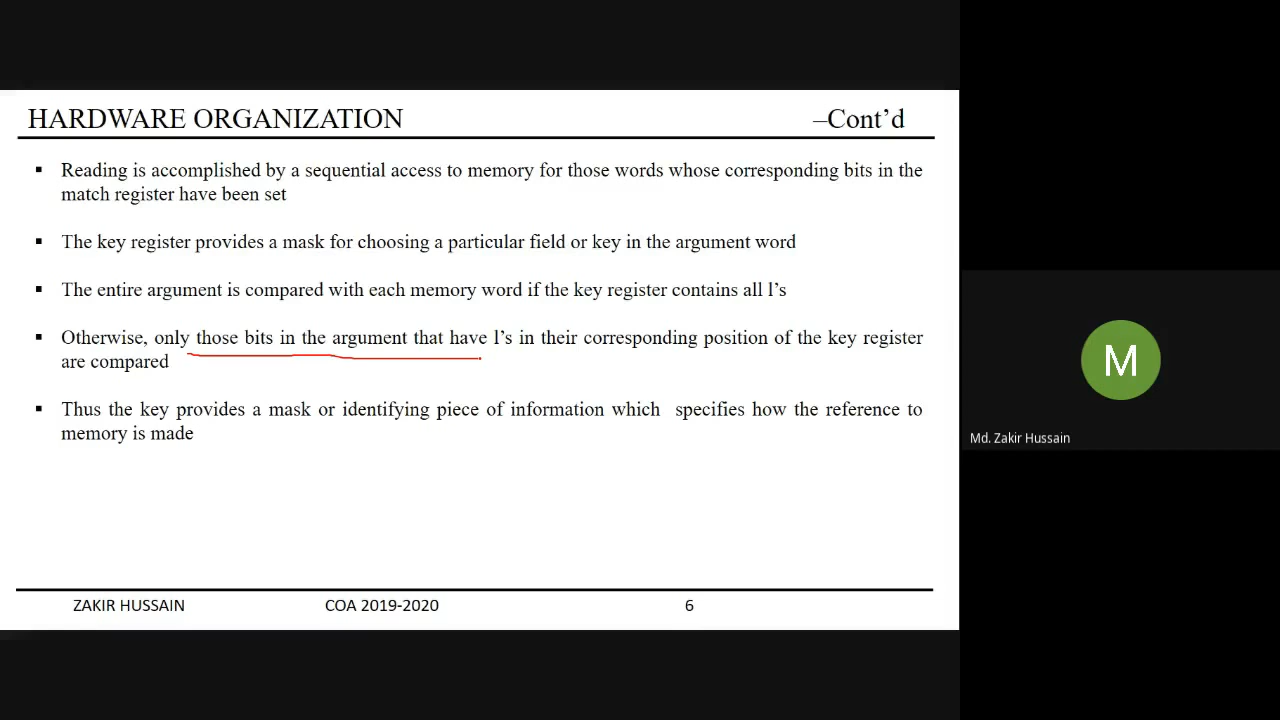 HARDWARE ORGANIZATION –Cont’d
▪ Reading is accomplished by a sequential access to memory for those words whose corresponding bits in the
match register have been set
▪ The key register provides a mask for choosing a particular field or key in the argument word
▪ The entire argument is compared with each memory word if the key register contains all l’s
▪ Otherwise, only those bits in the argument that have l’s in their corresponding position of the key register
are compared
▪ Thus the key provides a mask or identifying piece of information which specifies how the reference to
memory is made
ZAKIR HUSSAIN COA 2019-2020 6
M
Md. Zakir Hussain